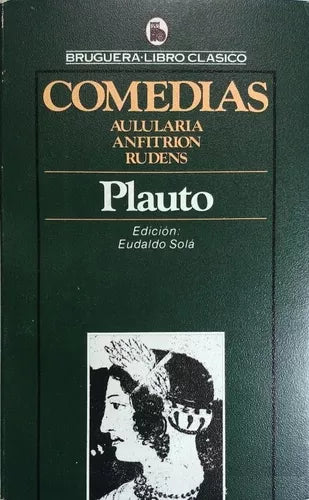 BRUGUERA·LIBRO CLASICO
COMEDIAS
AULULARIA
ANFITRION
RUDENS
Plauto
Edición:
Eudaldo Solá